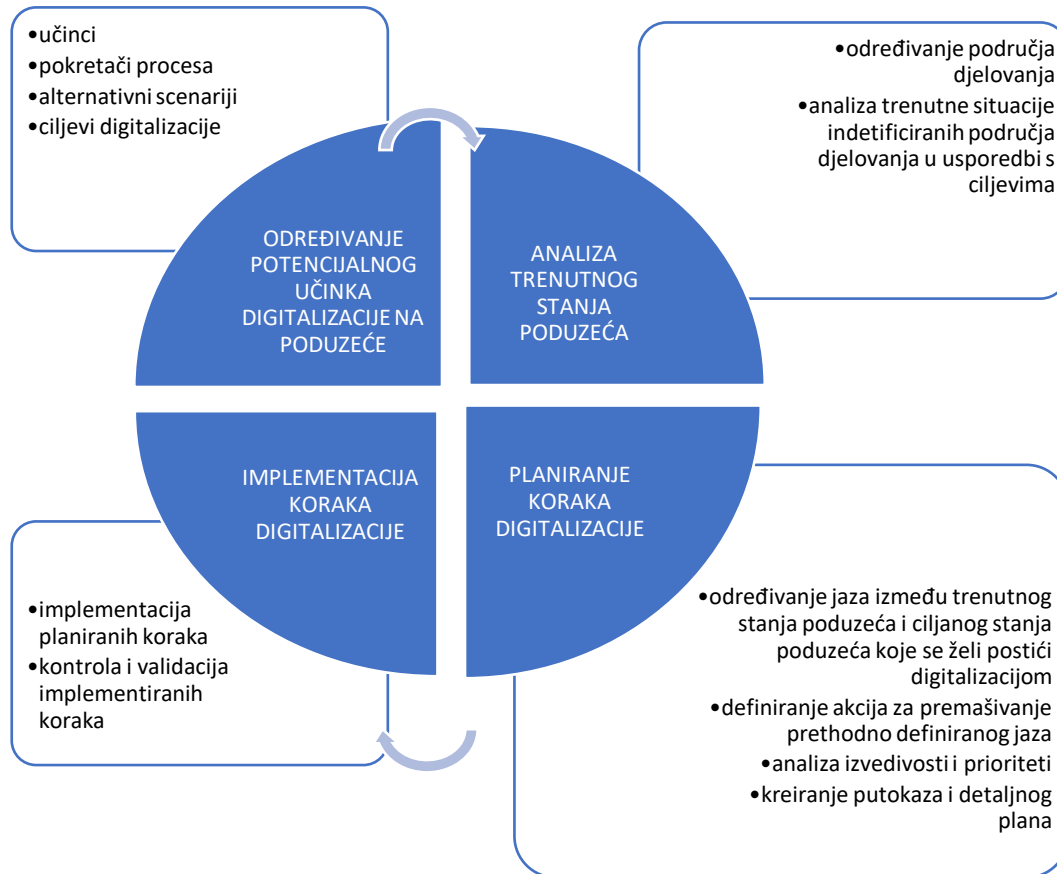 •učinci
•pokretači procesa
•alternativni scenariji
•ciljevi digitalizacije
•određivanje područja
djelovanja
•analiza trenutne situacije
indetificiranih područja
djelovanja u usporedbi s
ciljevima
ODREĐIVANJE
POTENCIJALNOG
UČINKA
DIGITALIZACIJE NA
PODUZEĆE
ANALIZA
TRENUTNOG
STANJA
PODUZEĆA
IMPLEMENTACIJA
KORAKA
DIGITALIZACIJE
PLANIRANJE
KORAKA
DIGITALIZACIJE
•implementacija
planiranih koraka
•kontrola i validacija
implementiranih
koraka
•određivanje jaza između trenutnog
stanja poduzeća i ciljanog stanja
poduzeća koje se želi postići
digitalizacijom
•definiranje akcija za premašivanje
prethodno definiranog jaza
•analiza izvedivosti i prioriteti
•kreiranje putokaza i detaljnog
plana